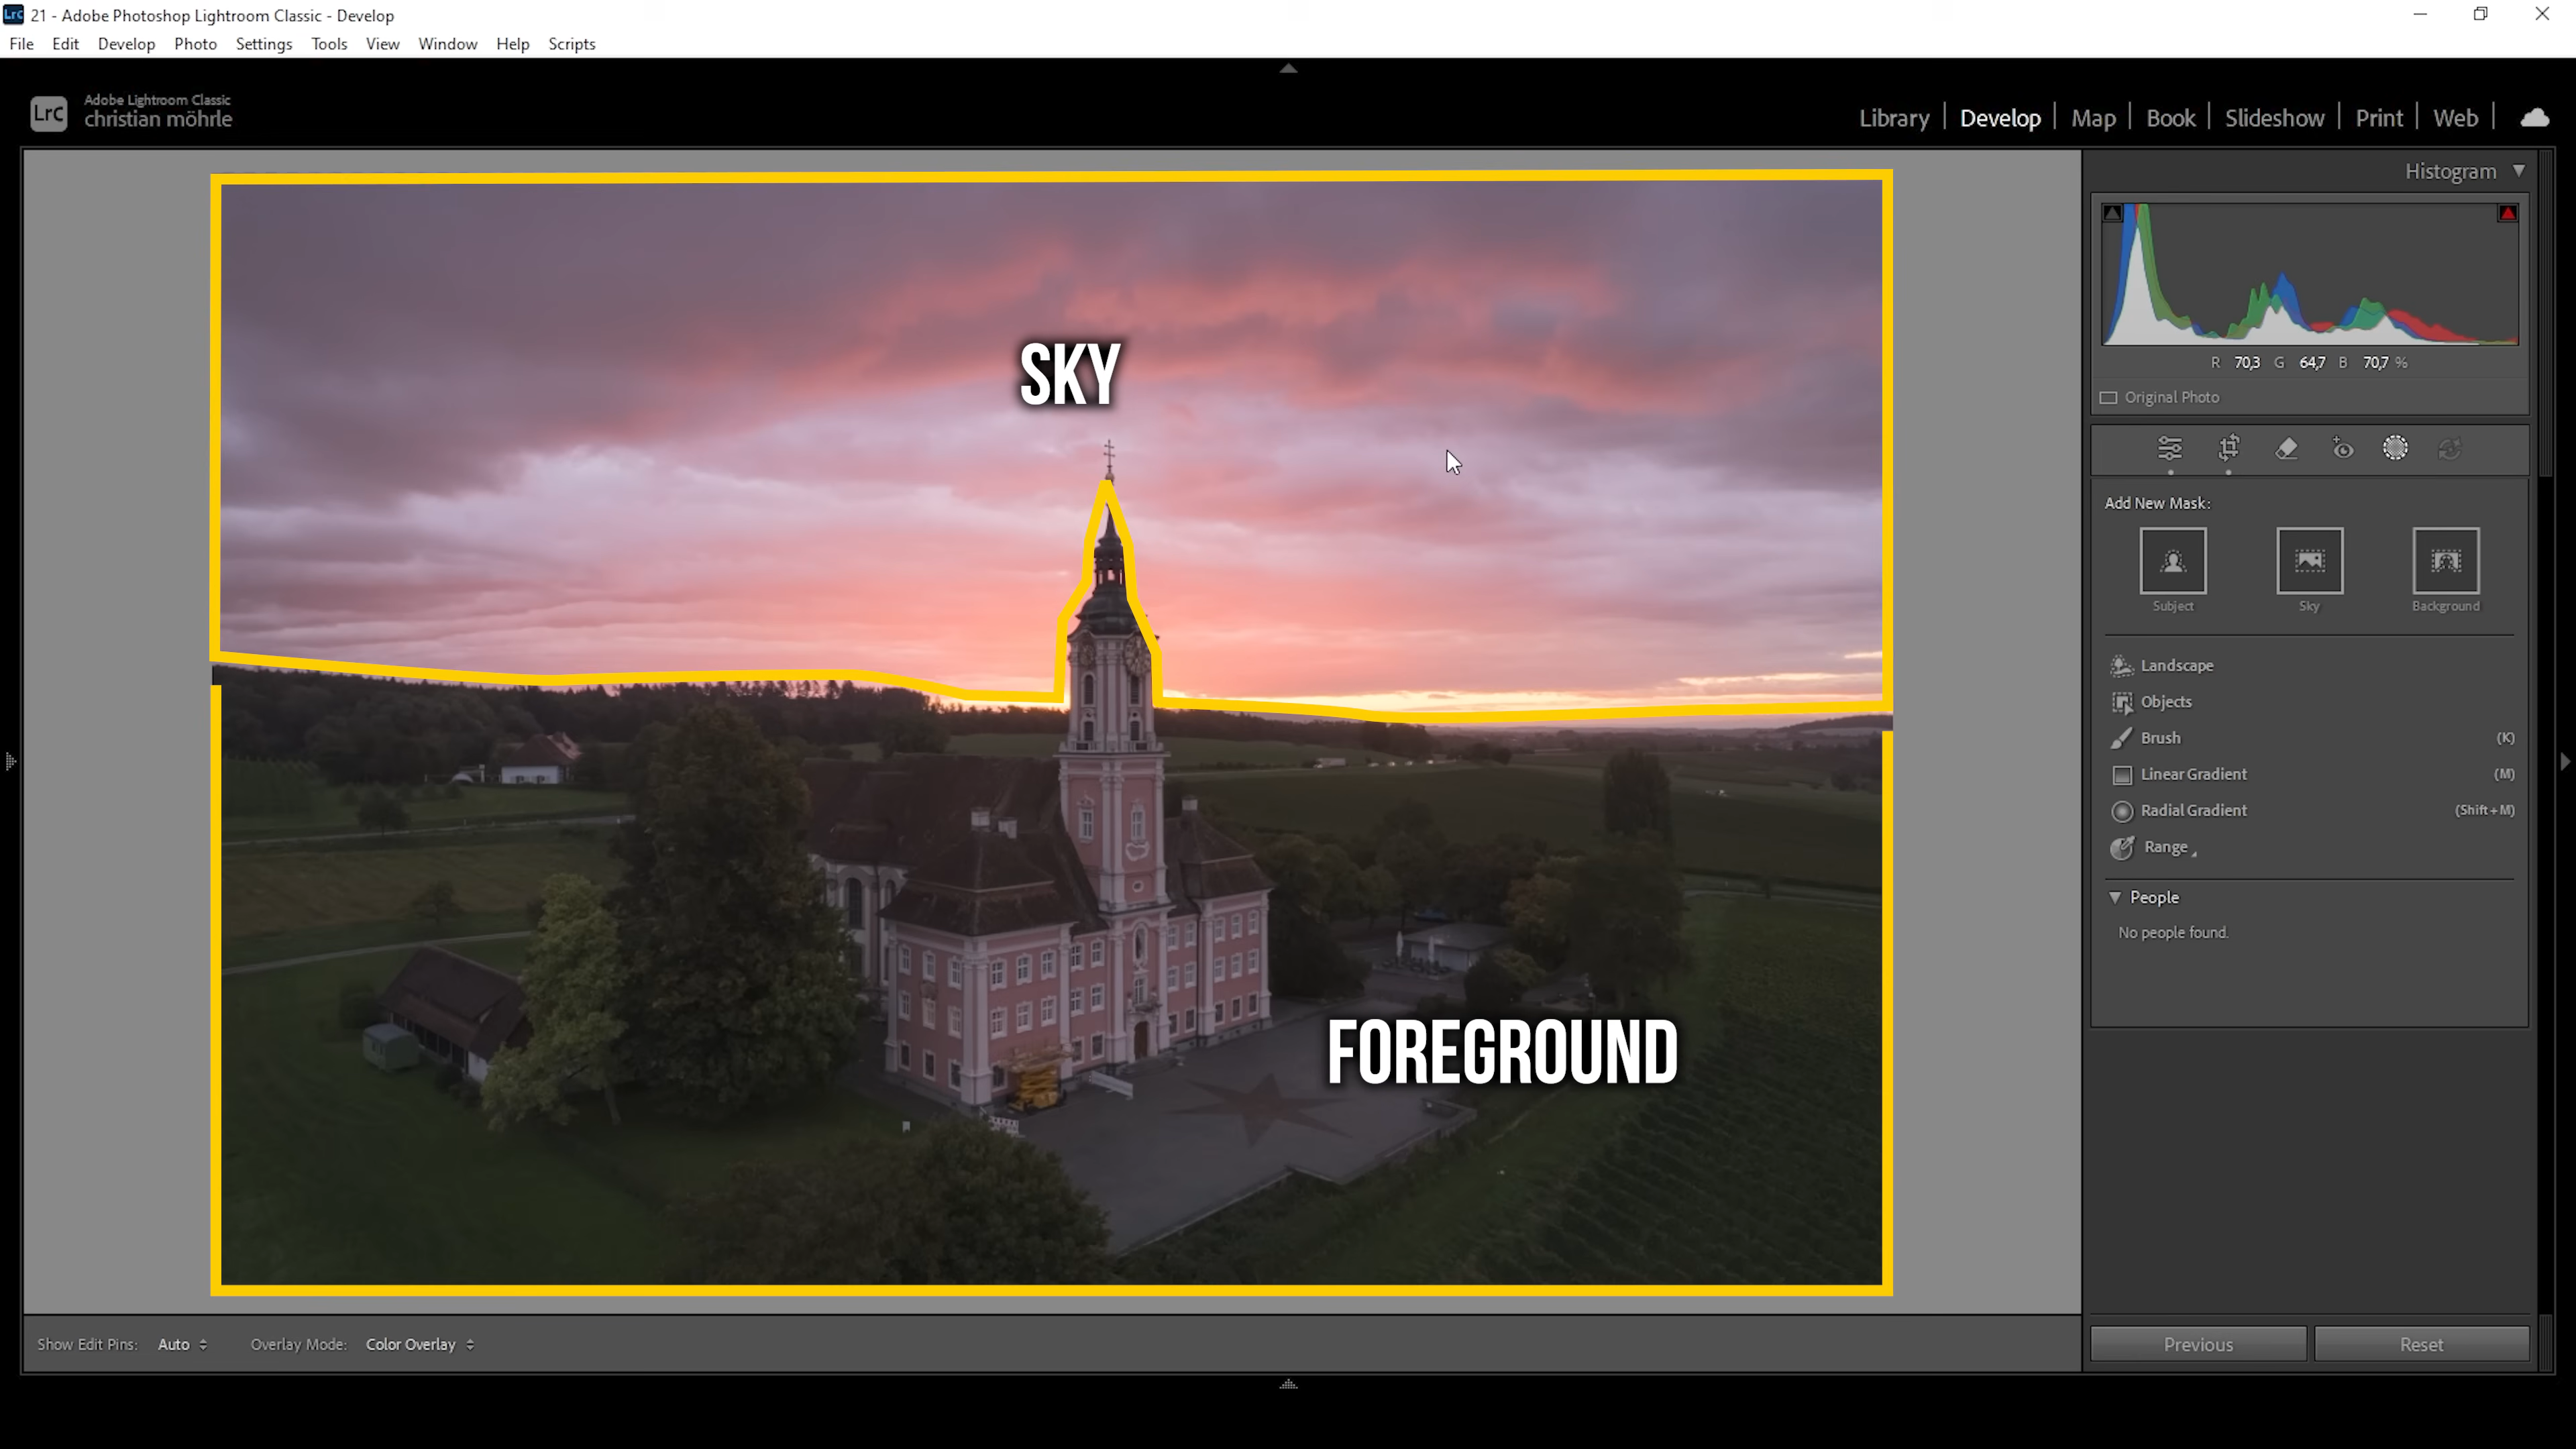 Lrc 21 - Adobe Photoshop Lightroom Classic - Develop
File Edit Develop Photo Settings Tools View Window Help Scripts
Lrc
Adobe Lightroom Classic
christian möhrle
Library Develop Map Book Slideshow Print Web
Histogram
R 70,3 G 64,7 B 70,7 %
Original Photo
Add New Mask:
Subject Sky Background
Landscape
Objects
Brush (K)
Linear Gradient (M)
Radial Gradient (Shift+M)
Range
People
No people found.
SKY
FOREGROUND
Show Edit Pins: Auto Overlay Mode: Color Overlay
Previous Reset